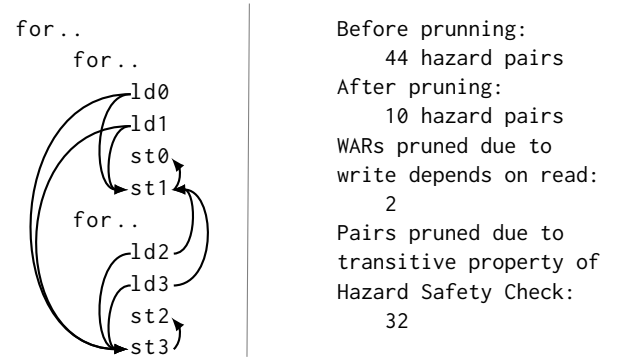 for..
for..
ld0
ld1
st0
st1
for..
ld2
ld3
st2
st3
Before prunning:
44 hazard pairs
After pruning:
10 hazard pairs
WARs pruned due to
write depends on read:
2
Pairs pruned due to
transitive property of
Hazard Safety Check:
32